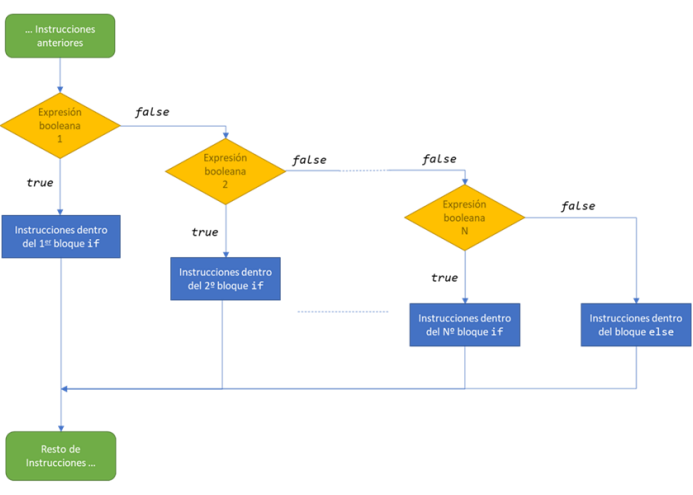 ... Instrucciones
anteriores
Expresión
booleana
1
false
true
Instrucciones dentro
del 1er bloque if
Expresión
booleana
2
false
true
Instrucciones dentro
del 2º bloque if
false
Expresión
booleana
N
false
true
Instrucciones dentro
del Nº bloque if
Instrucciones dentro
del bloque else
Resto de
Instrucciones ...